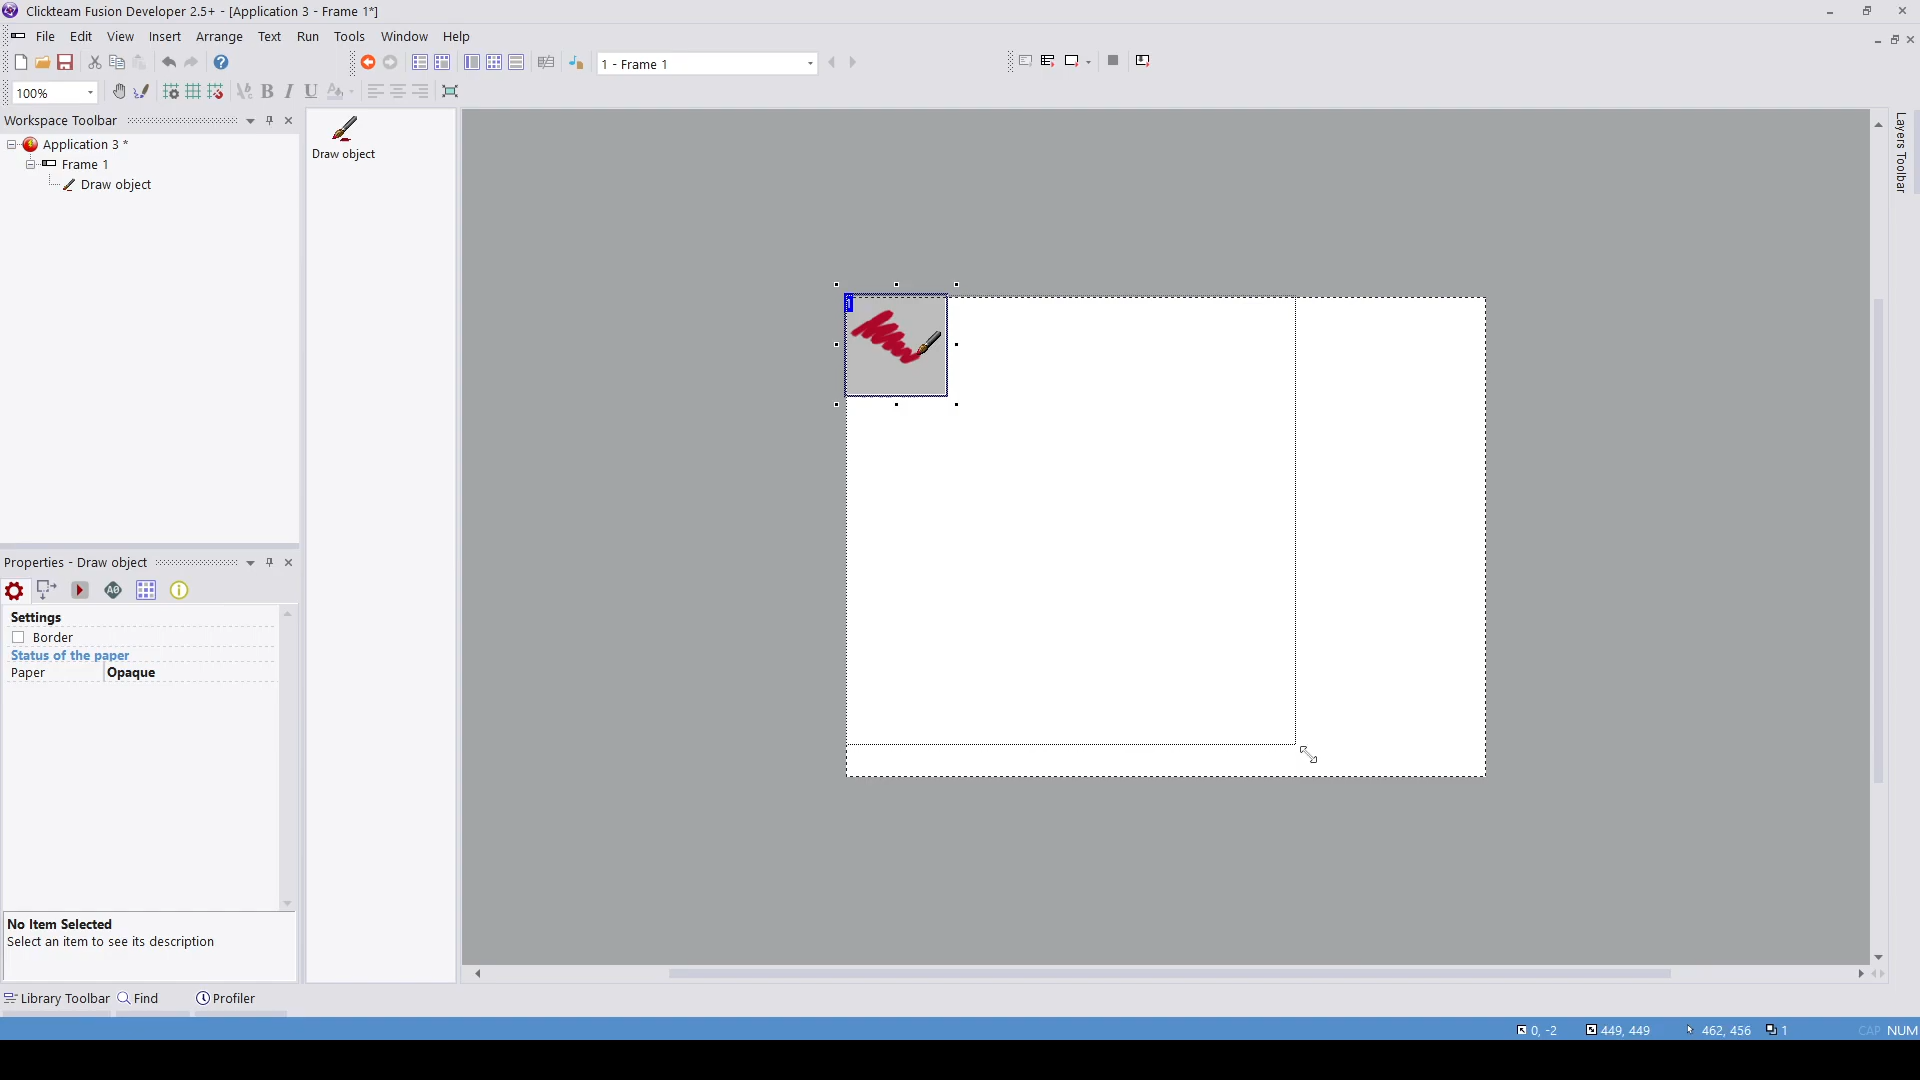 Clickteam Fusion Developer 2.5+ - [Application 3 - Frame 1*]
File Edit View Insert Arrange Text Run Tools Window Help
1 - Frame 1
100%
Workspace Toolbar
Application 3 *
Frame 1
Draw object
Draw object
Layers Toolbar
Properties - Draw object
Settings
Border
Status of the paper
Paper Opaque
No Item Selected
Select an item to see its description
Library Toolbar Find Profiler
0, -2 449, 449 462, 456 1 CAP NUM